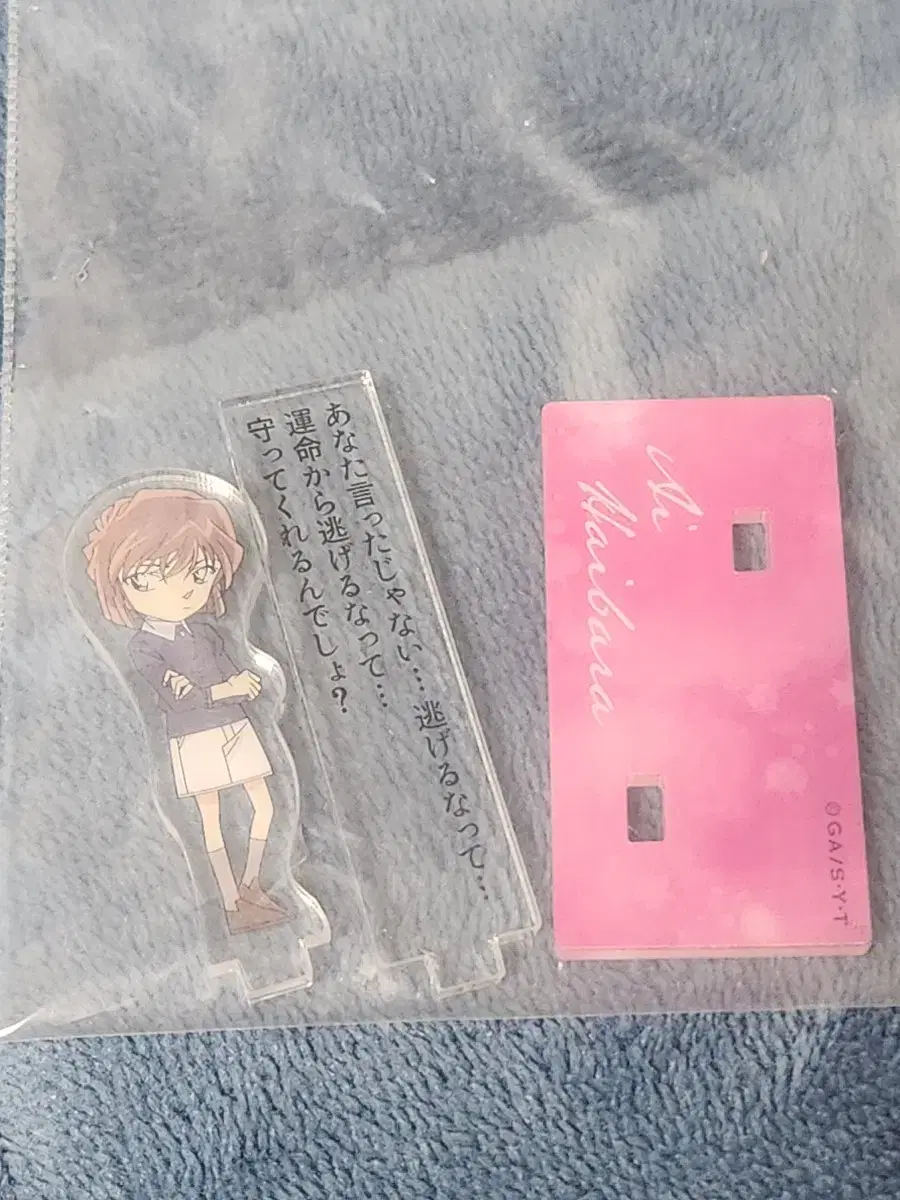 あなた言ったじゃない…逃げるなって…
運命から逃げるなって…
守ってくれるんでしょ？
Ai
Haibara
©GA/S・Y・T